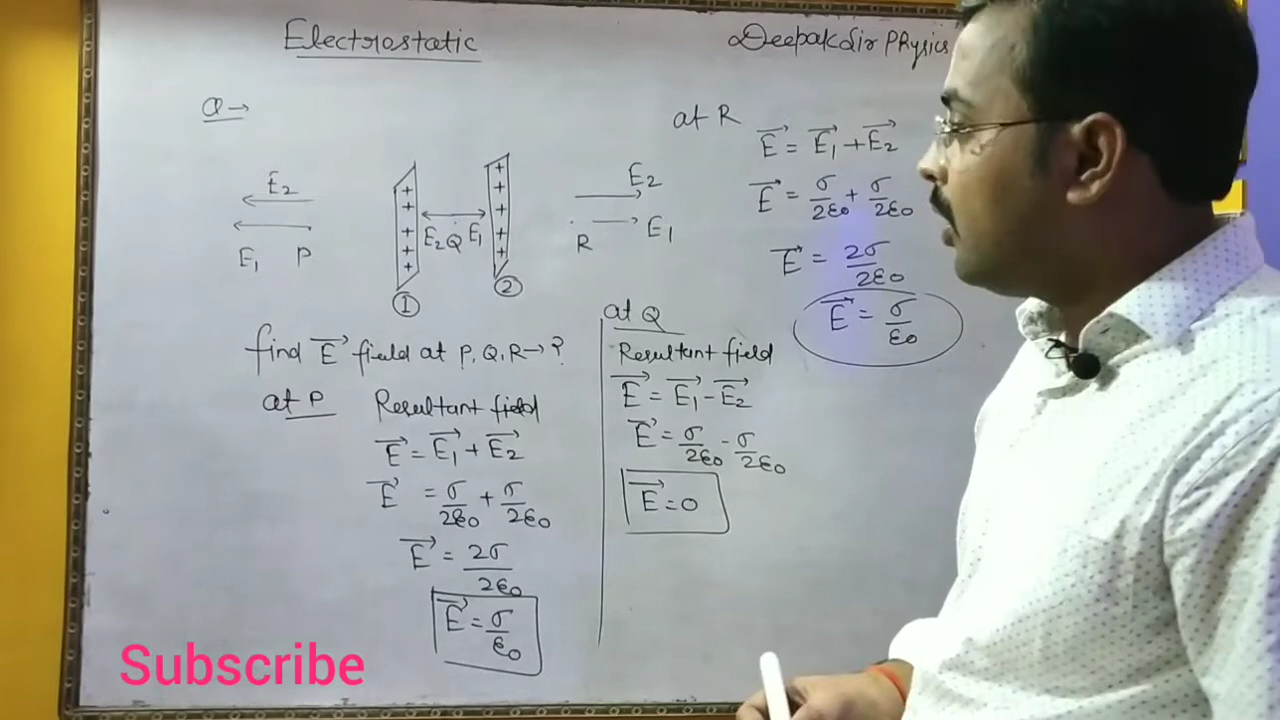 Electrostatic
Deepak Sir PHysics
Q→
E₂
E₁ P
+ + + + +
①
E₂ Q E₁
+ + + + +
②
E₂
R E₁
find E⃗ field at P, Q, R → ?
at P Resultant field
E⃗ = E₁⃗ + E₂⃗
E⃗ = σ/2ε₀ + σ/2ε₀
E⃗ = 2σ/2ε₀
E⃗ = σ/ε₀
at Q
Resultant field
E⃗ = E₁⃗ - E₂⃗
E⃗ = σ/2ε₀ - σ/2ε₀
E⃗ = 0
at R
E⃗ = E₁⃗ + E₂⃗
E⃗ = σ/2ε₀ + σ/2ε₀
E⃗ = 2σ/2ε₀
E⃗ = σ/ε₀
Subscribe